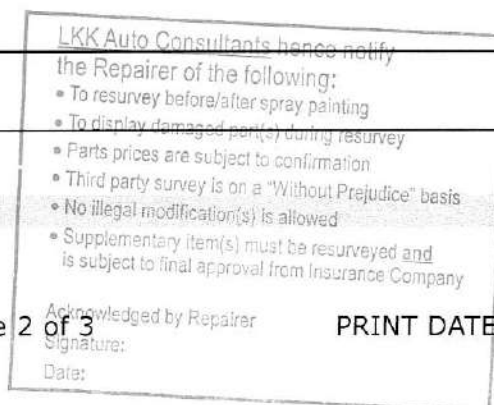 LKK Auto Consultants hence notify
the Repairer of the following:
• To resurvey before/after spray painting
• To display damaged part(s) during resurvey
• Parts prices are subject to confirmation
• Third party survey is on a "Without Prejudice" basis
• No illegal modification(s) is allowed
• Supplementary item(s) must be resurveyed and
is subject to final approval from Insurance Company
Acknowledged by Repairer
Signature:
Date:
e 2 of 3
PRINT DATE